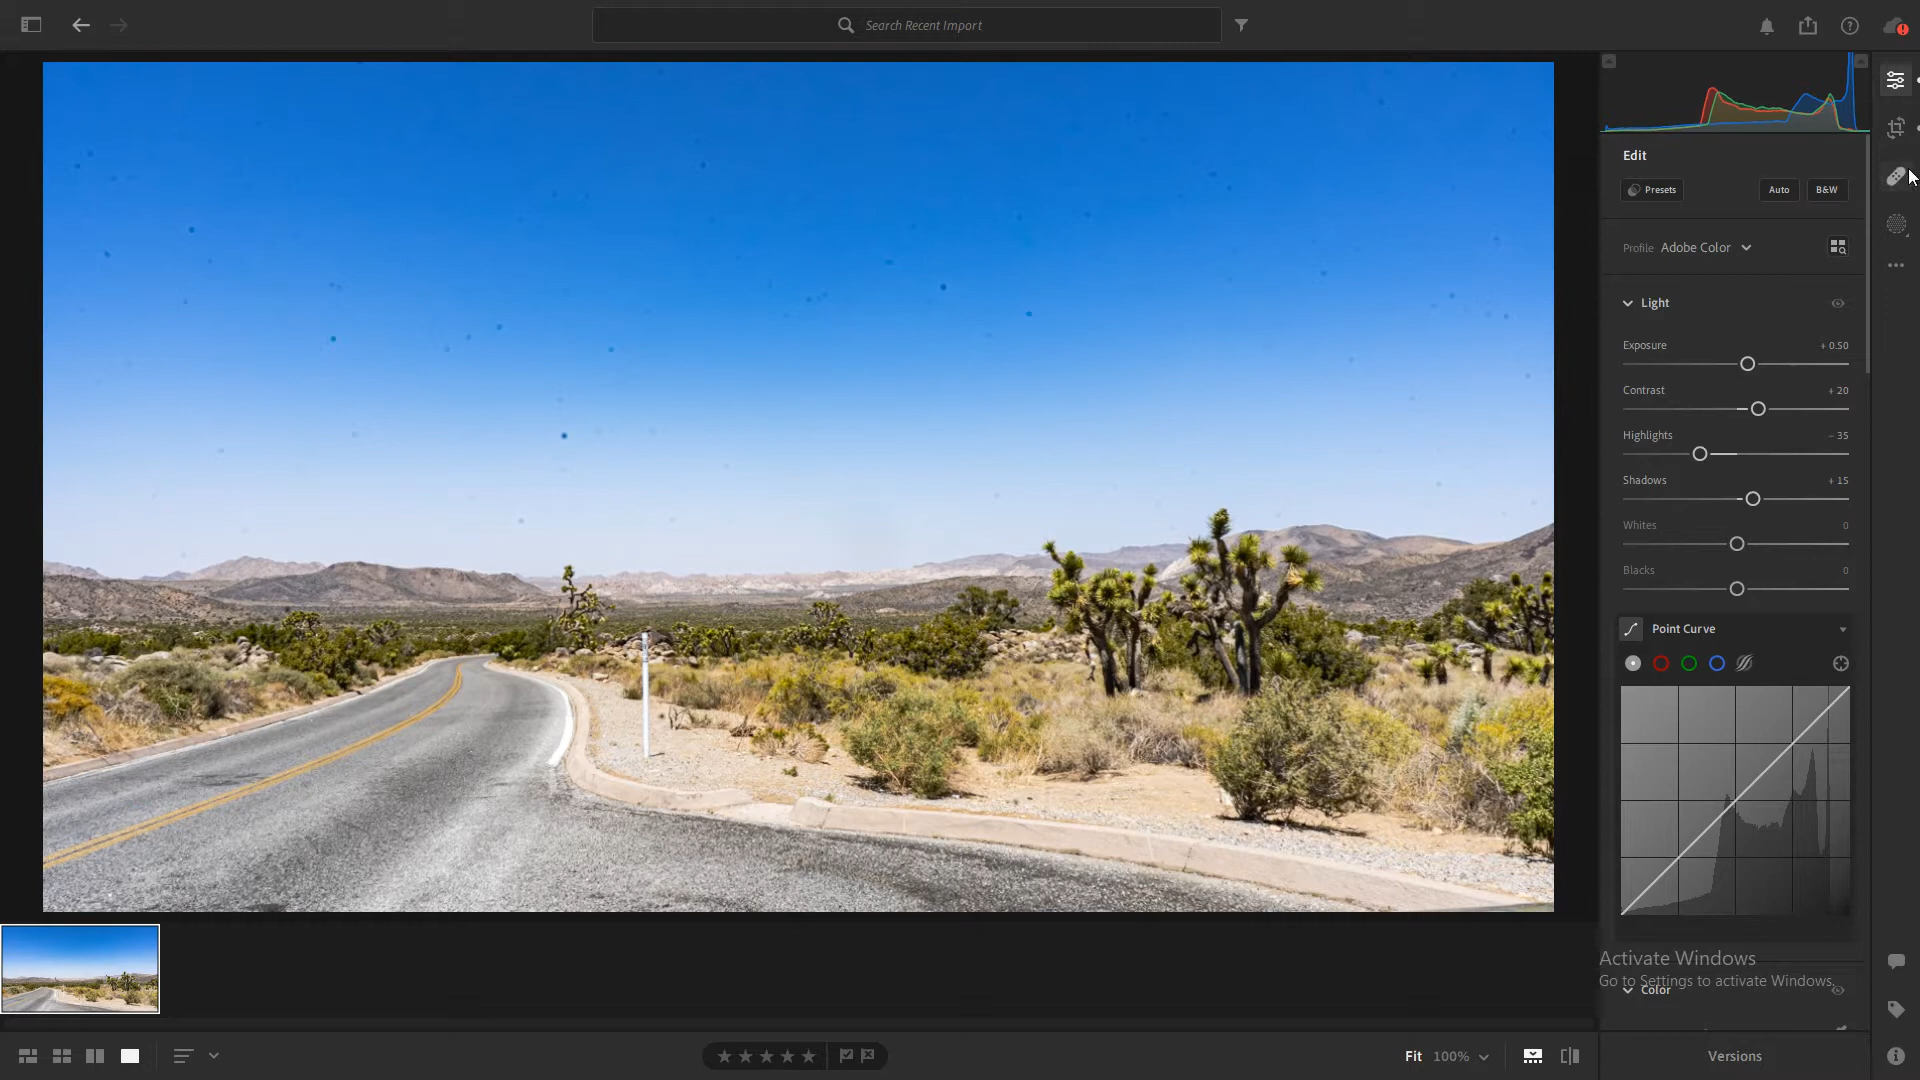 Search Recent Import
Edit
Presets
Auto
B&W
Profile Adobe Color
Light
Exposure + 0.50
Contrast + 20
Highlights – 35
Shadows + 15
Whites 0
Blacks 0
Point Curve
Activate Windows
Go to Settings to activate Windows.
Color
Fit 100%
Versions